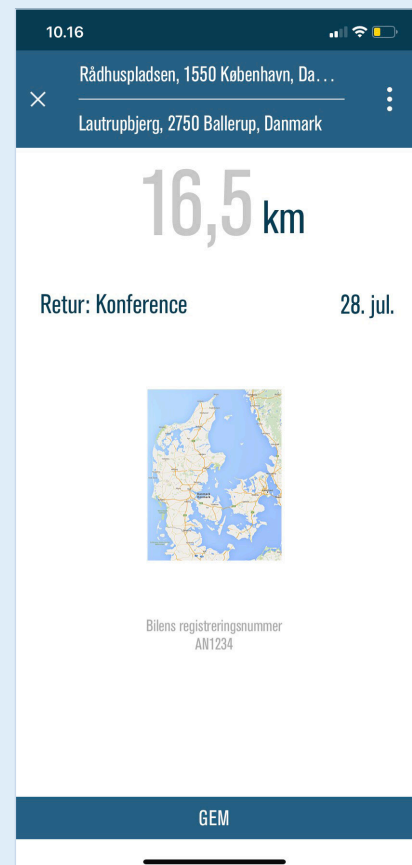 10.16
Rådhuspladsen, 1550 København, Da...
Lautrupbjerg, 2750 Ballerup, Danmark
16,5 km
Retur: Konference 28. jul.
Bilens registreringsnummer
AN1234
GEM